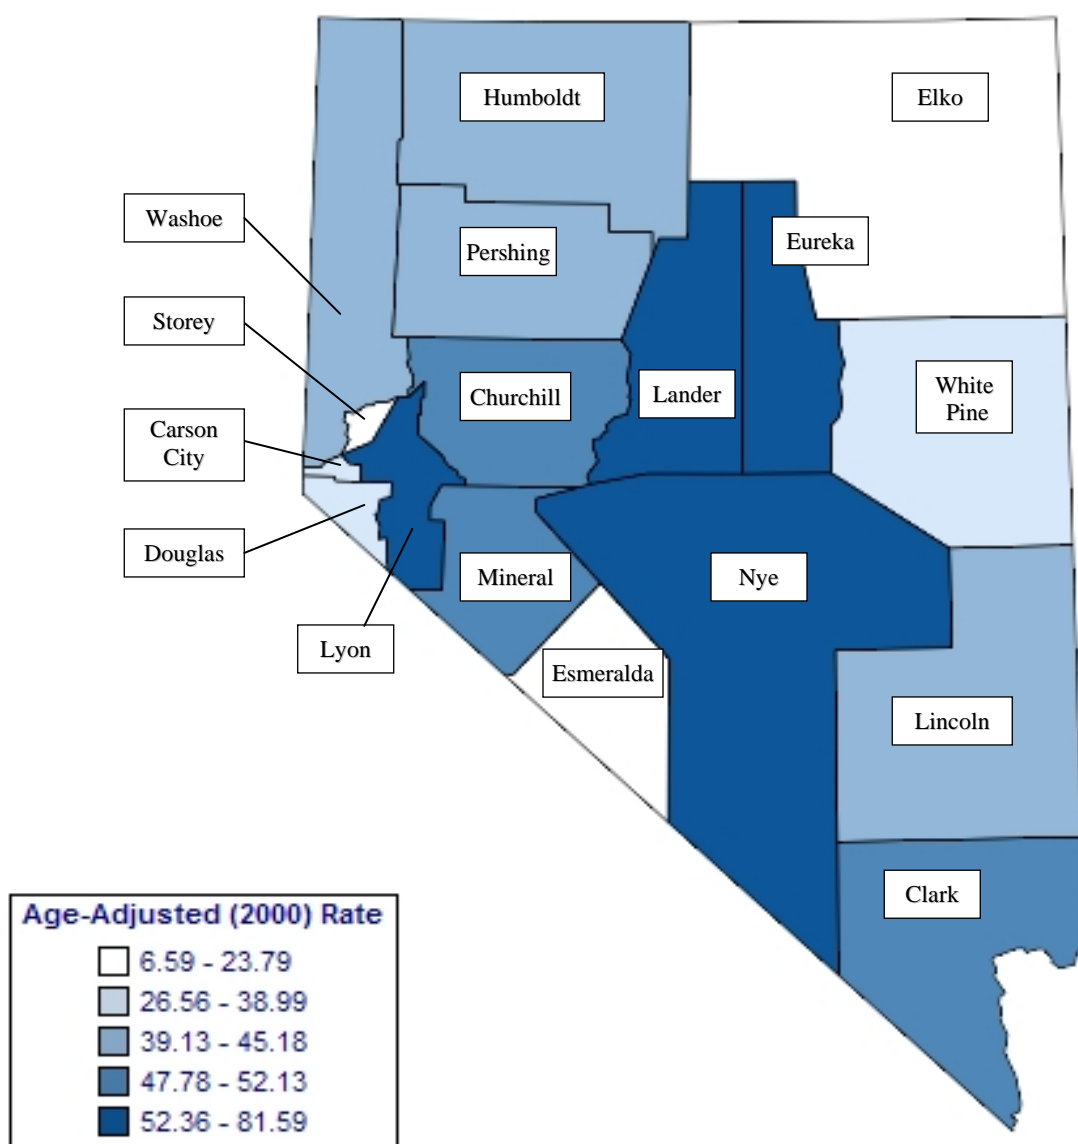 Humboldt
Elko
Washoe
Pershing
Eureka
Storey
Churchill
Lander
White
Pine
Carson
City
Douglas
Mineral
Nye
Lyon
Esmeralda
Lincoln
Clark
Age-Adjusted (2000) Rate
6.59 - 23.79
26.56 - 38.99
39.13 - 45.18
47.78 - 52.13
52.36 - 81.59